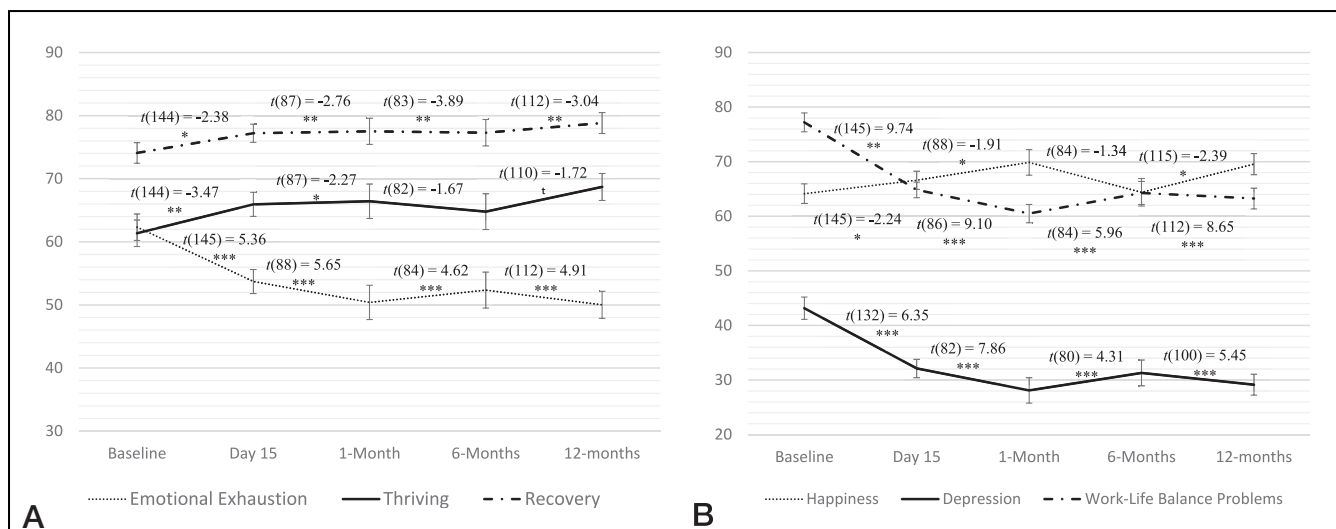 90
80
70
60
50
40
30
t(144) = -2.38
*
t(87) = -2.76
**
t(83) = -3.89
**
t(112) = -3.04
**
t(144) = -3.47
**
t(87) = -2.27
*
t(82) = -1.67
t(110) = -1.72
t
t(145) = 5.36
***
t(88) = 5.65
***
t(84) = 4.62
***
t(112) = 4.91
***
Baseline
Day 15
1-Month
6-Months
12-months
Emotional Exhaustion
Thriving
Recovery
A
90
80
70
60
50
40
30
20
t(145) = 9.74
**
t(88) = -1.91
*
t(84) = -1.34
t(115) = -2.39
*
t(145) = -2.24
*
t(86) = 9.10
***
t(84) = 5.96
***
t(112) = 8.65
***
t(132) = 6.35
***
t(82) = 7.86
***
t(80) = 4.31
***
t(100) = 5.45
***
Baseline
Day 15
1-Month
6-Months
12-months
Happiness
Depression
Work-Life Balance Problems
B